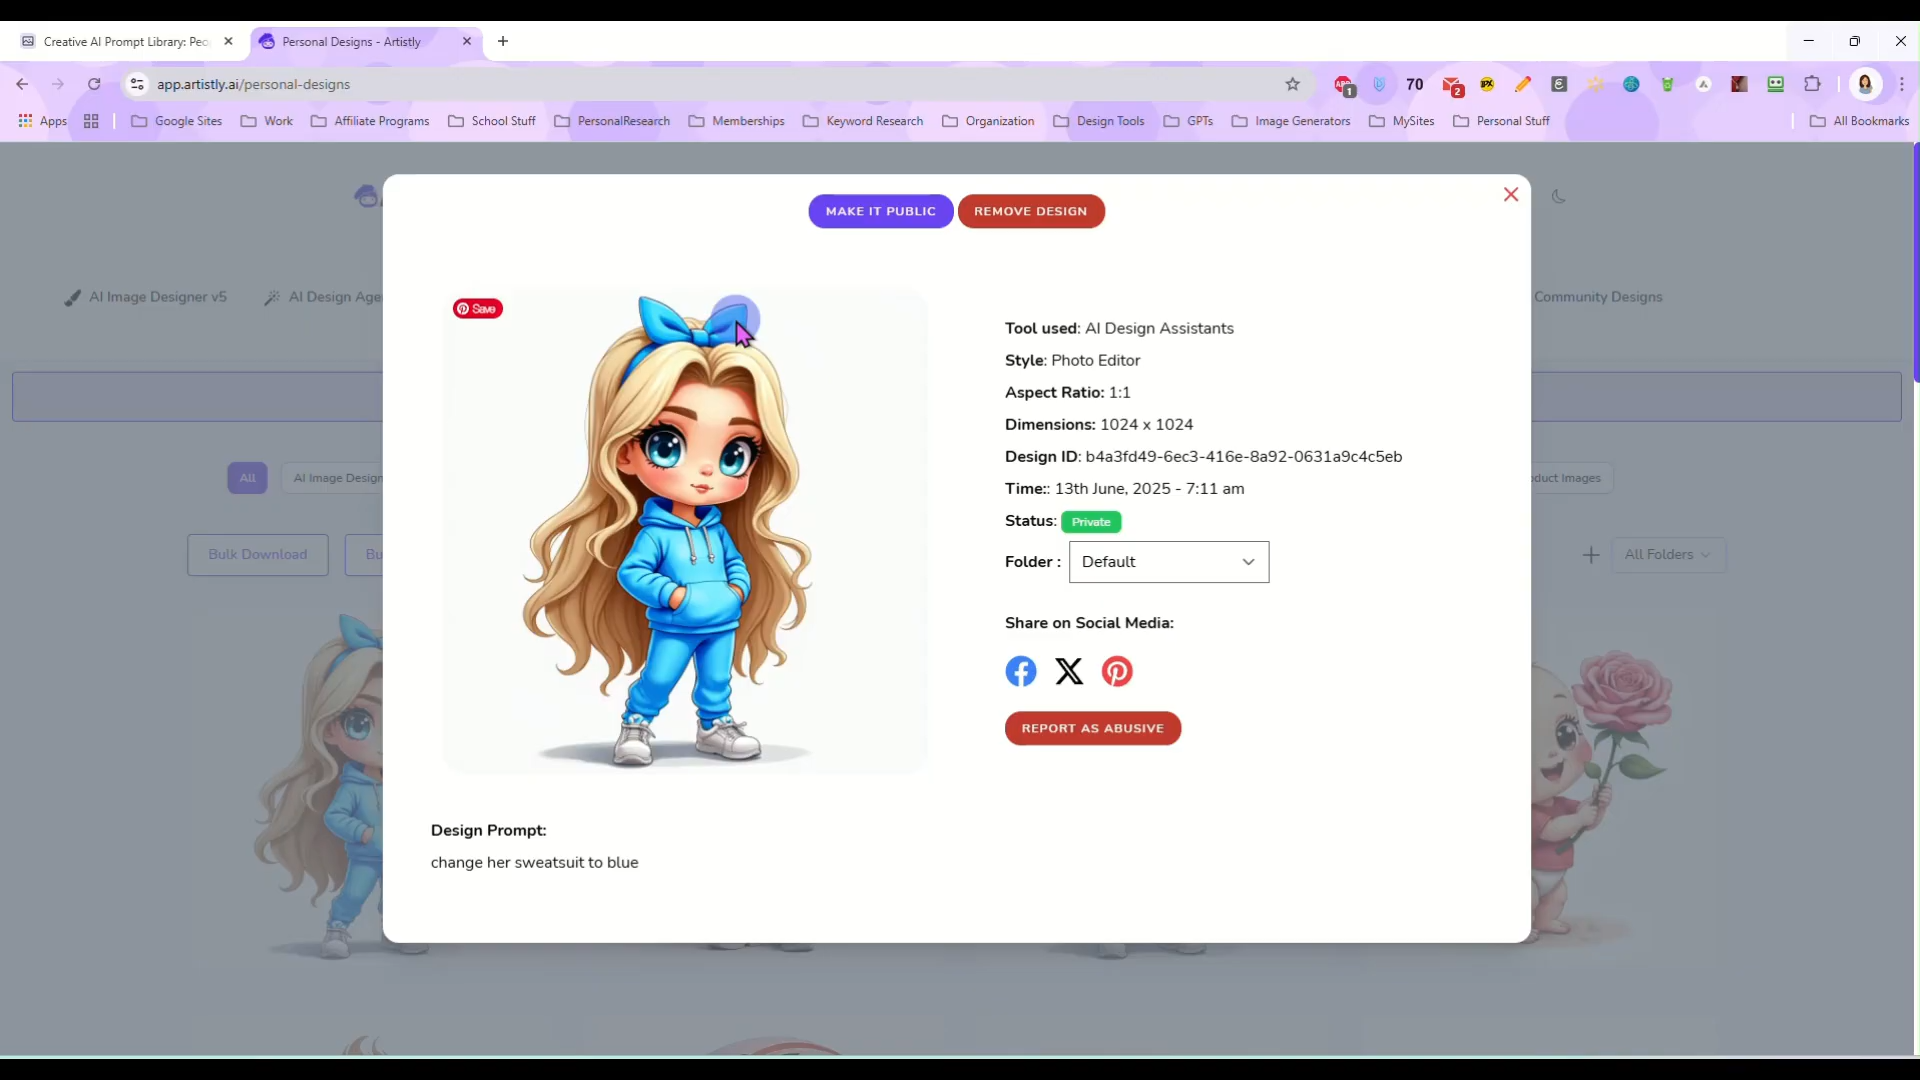 Creative AI Prompt Library: Peo
Personal Designs - Artistly
app.artistly.ai/personal-designs
1
70
2
Apps
Google Sites
Work
Affiliate Programs
School Stuff
PersonalResearch
Memberships
Keyword Research
Organization
Design Tools
GPTs
Image Generators
MySites
Personal Stuff
All Bookmarks
MAKE IT PUBLIC
REMOVE DESIGN
AI Image Designer v5
AI Design Age
Community Designs
Save
Tool used: AI Design Assistants
Style: Photo Editor
Aspect Ratio: 1:1
Dimensions: 1024 x 1024
Design ID: b4a3fd49-6ec3-416e-8a92-0631a9c4c5eb
Time:: 13th June, 2025 - 7:11 am
Status: Private
Folder : Default
All
AI Image Design
oduct Images
Bulk Download
Bu
All Folders
Share on Social Media:
REPORT AS ABUSIVE
Design Prompt:
change her sweatsuit to blue